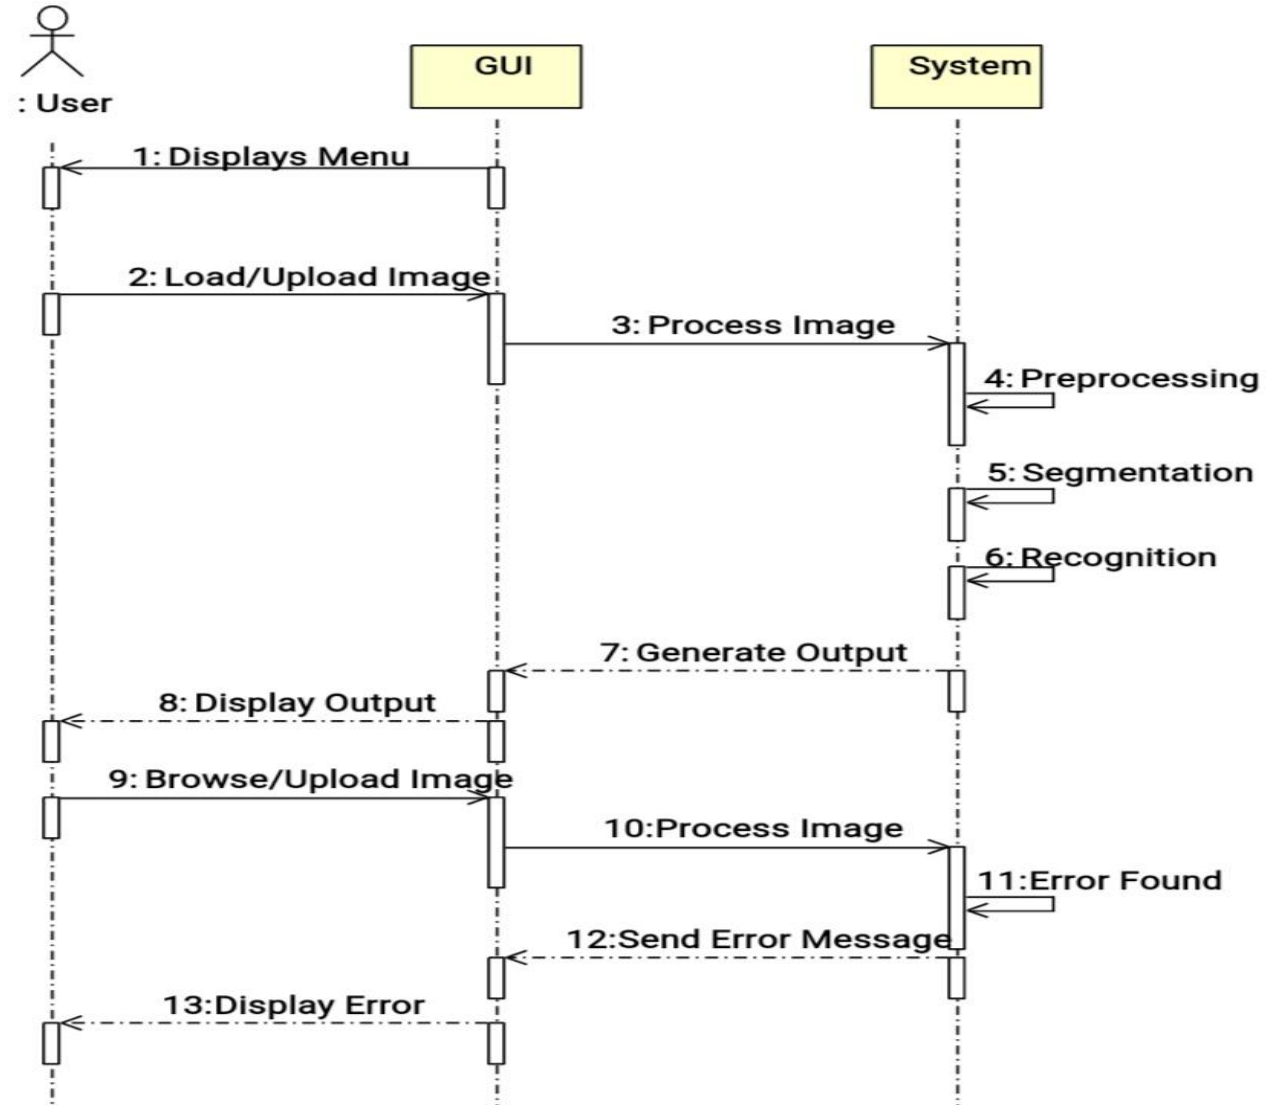 : User
GUI
System
1: Displays Menu
2: Load/Upload Image
3: Process Image
4: Preprocessing
5: Segmentation
6: Recognition
7: Generate Output
8: Display Output
9: Browse/Upload Image
10:Process Image
11:Error Found
12:Send Error Message
13:Display Error